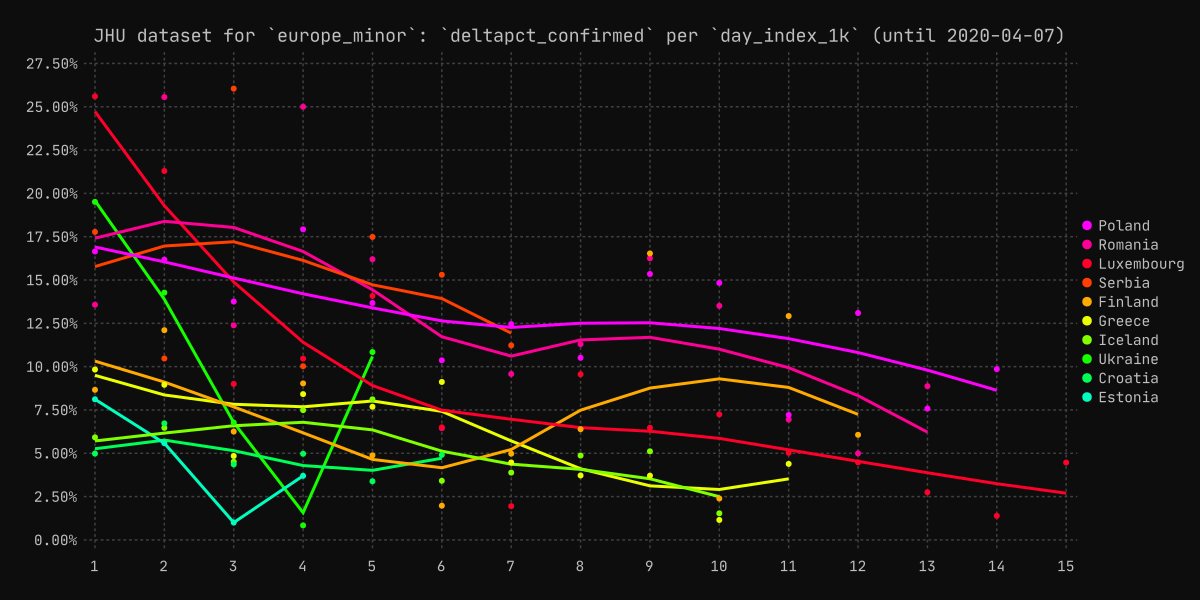 JHU dataset for `europe_minor`: `deltapct_confirmed` per `day_index_1k` (until 2020-04-07)
27.50%
25.00%
22.50%
20.00%
17.50%
15.00%
12.50%
10.00%
7.50%
5.00%
2.50%
0.00%
1 2 3 4 5 6 7 8 9 10 11 12 13 14 15
Poland
Romania
Luxembourg
Serbia
Finland
Greece
Iceland
Ukraine
Croatia
Estonia